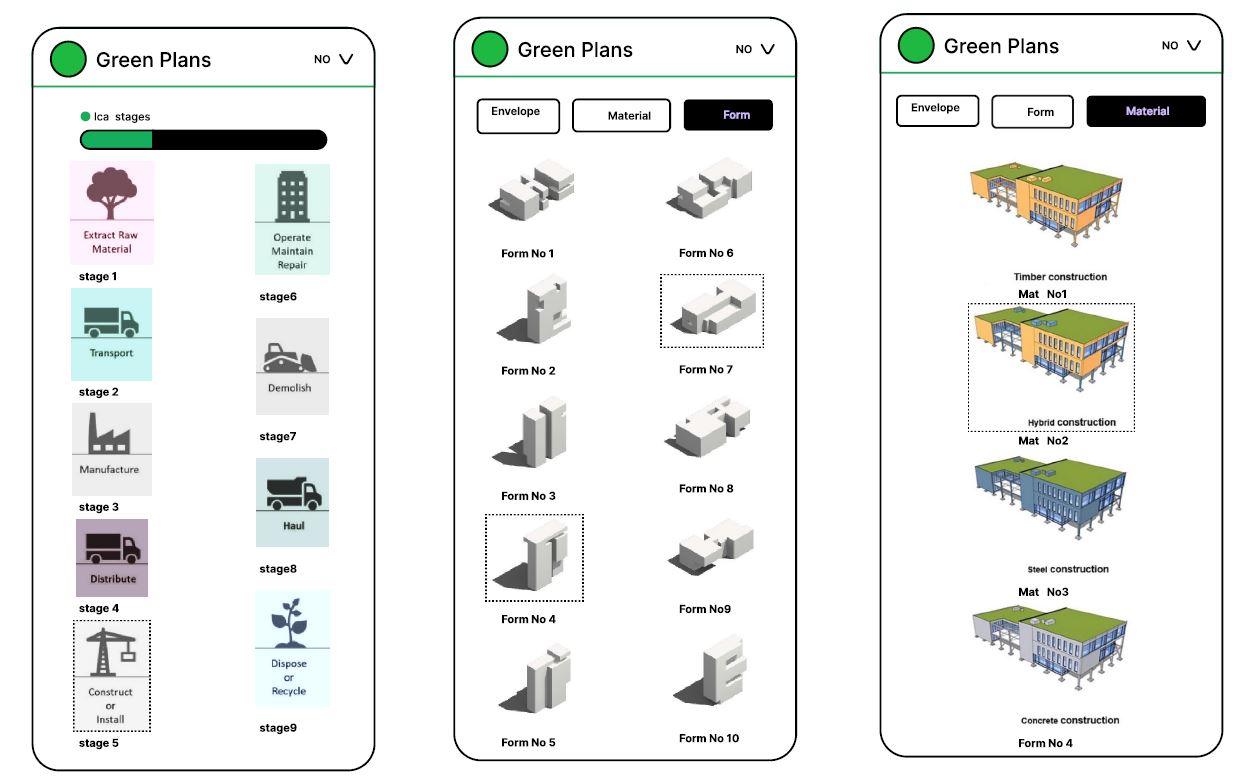 Green Plans
NO
lca stages
Extract Raw
Material
stage 1
Transport
stage 2
Manufacture
stage 3
Distribute
stage 4
Construct
or
Install
stage 5
Operate
Maintain
Repair
stage6
Demolish
stage7
Haul
stage8
Dispose
or
Recycle
stage9
Green Plans
NO
Envelope
Material
Form
Form No 1
Form No 2
Form No 3
Form No 4
Form No 5
Form No 6
Form No 7
Form No 8
Form No9
Form No 10
Green Plans
NO
Envelope
Form
Material
Timber construction
Mat No1
Hybrid construction
Mat No2
Steel construction
Mat No3
Concrete construction
Form No 4